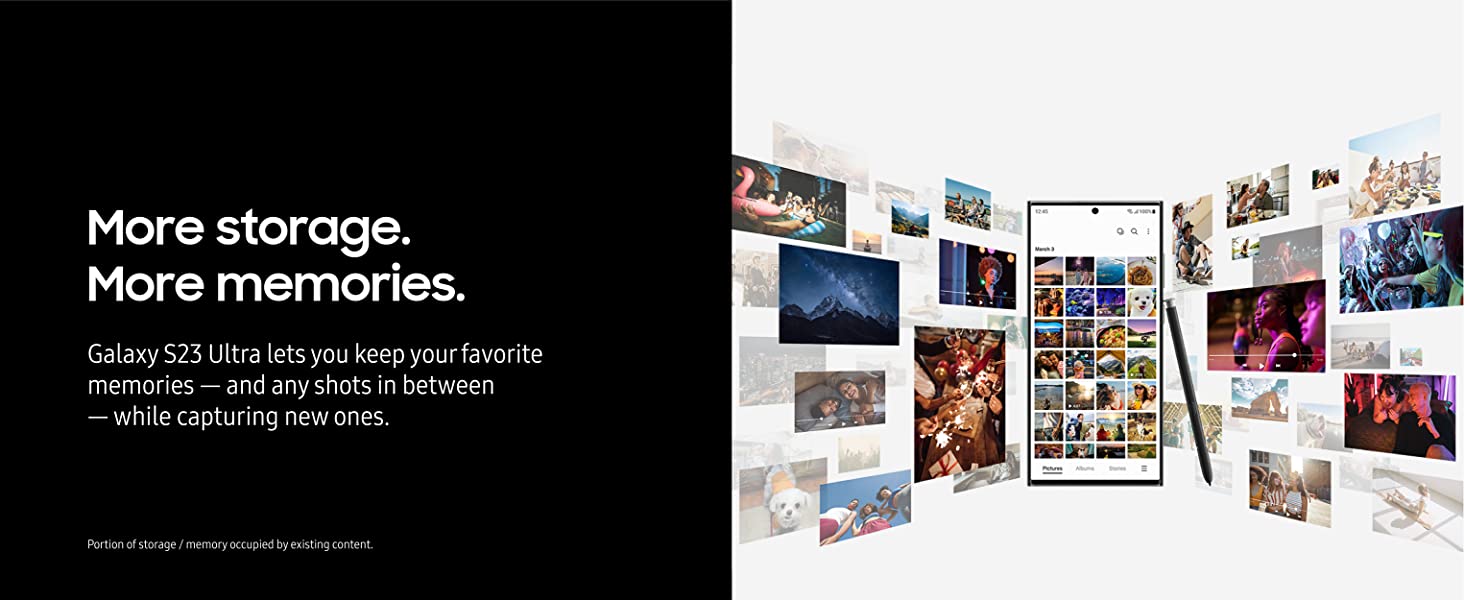 More storage.
More memories.
Galaxy S23 Ultra lets you keep your favorite
memories — and any shots in between
— while capturing new ones.
Portion of storage / memory occupied by existing content.
12:45
100%
March 9
Pictures
Albums
Stories